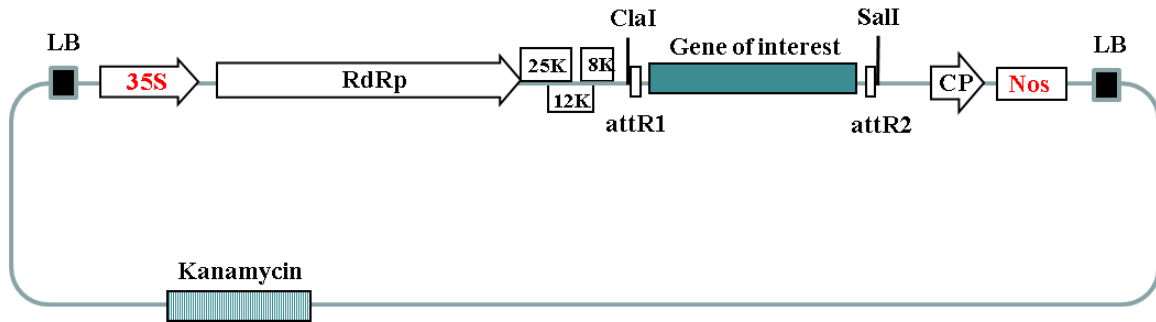 ClaI
SalI
LB
Gene of interest
LB
35S
RdRp
25K
8K
12K
CP
Nos
attR1
attR2
Kanamycin